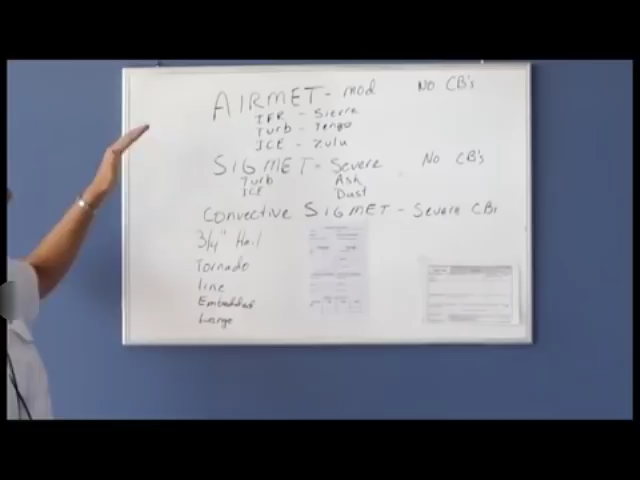 AIRMET - mod NO CB's
IFR - Sierra
Turb - Tango
ICE - Zulu
SIGMET - Severe NO CB's
Turb Ash
ICE Dust
Convective SIGMET - Severe CBs
3/4" Hail
Tornado
line
Embedded
Large